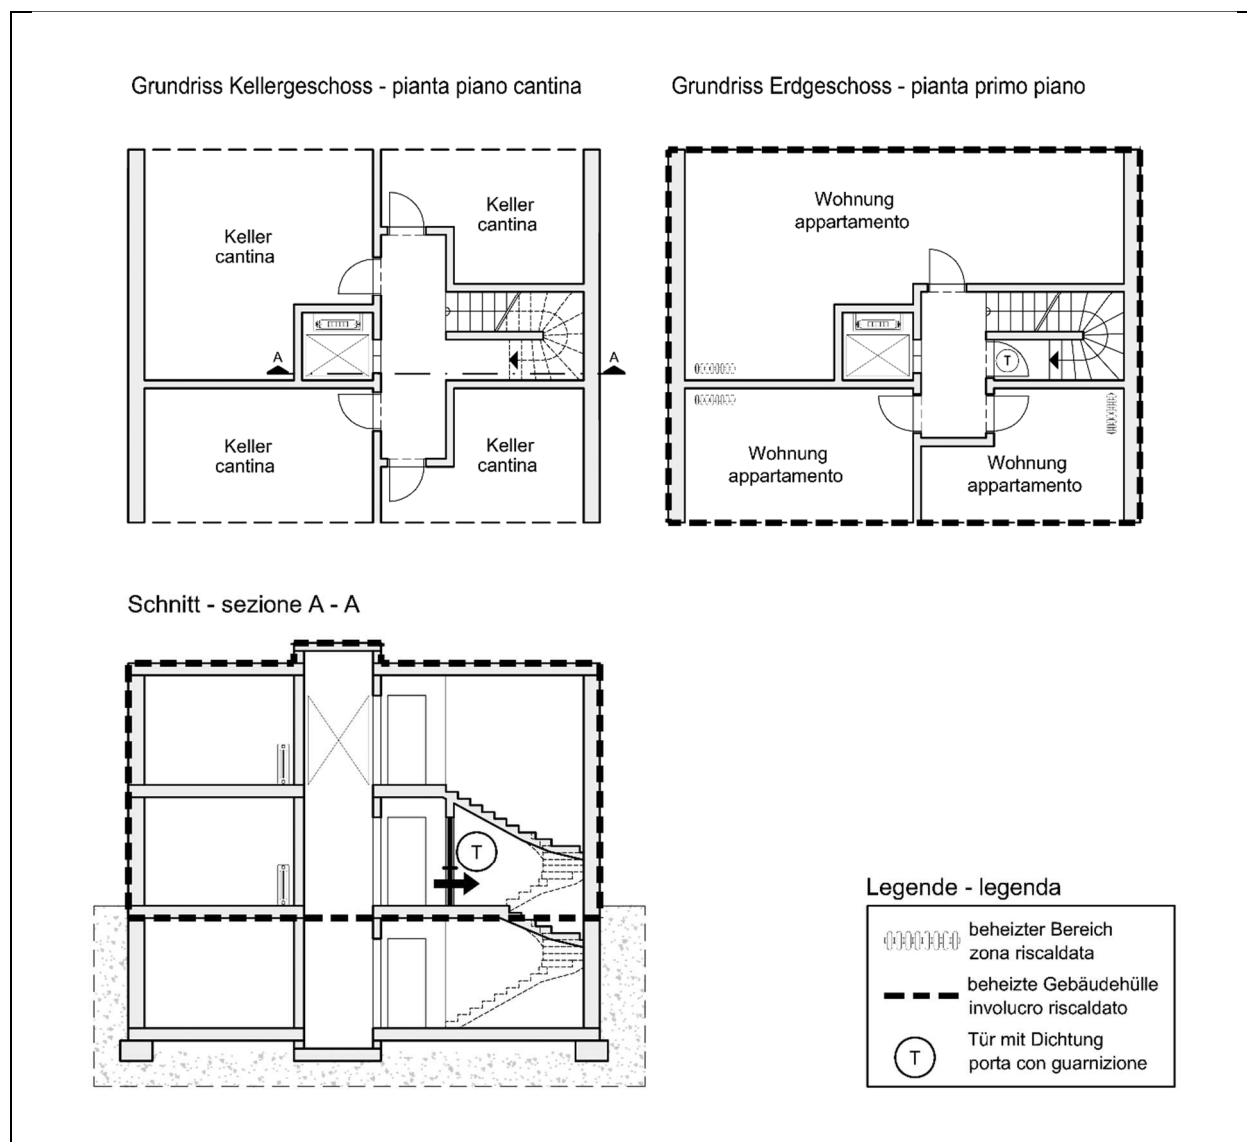 Grundriss Kellergeschoss - pianta piano cantina
Grundriss Erdgeschoss - pianta primo piano
Keller
cantina
Keller
cantina
A
A
Keller
cantina
Keller
cantina
Wohnung
appartamento
T
Wohnung
appartamento
Wohnung
appartamento
Schnitt - sezione A - A
T
Legende - legenda
beheizter Bereich
zona riscaldata
beheizte Gebäudehülle
involucro riscaldato
T
Tür mit Dichtung
porta con guarnizione